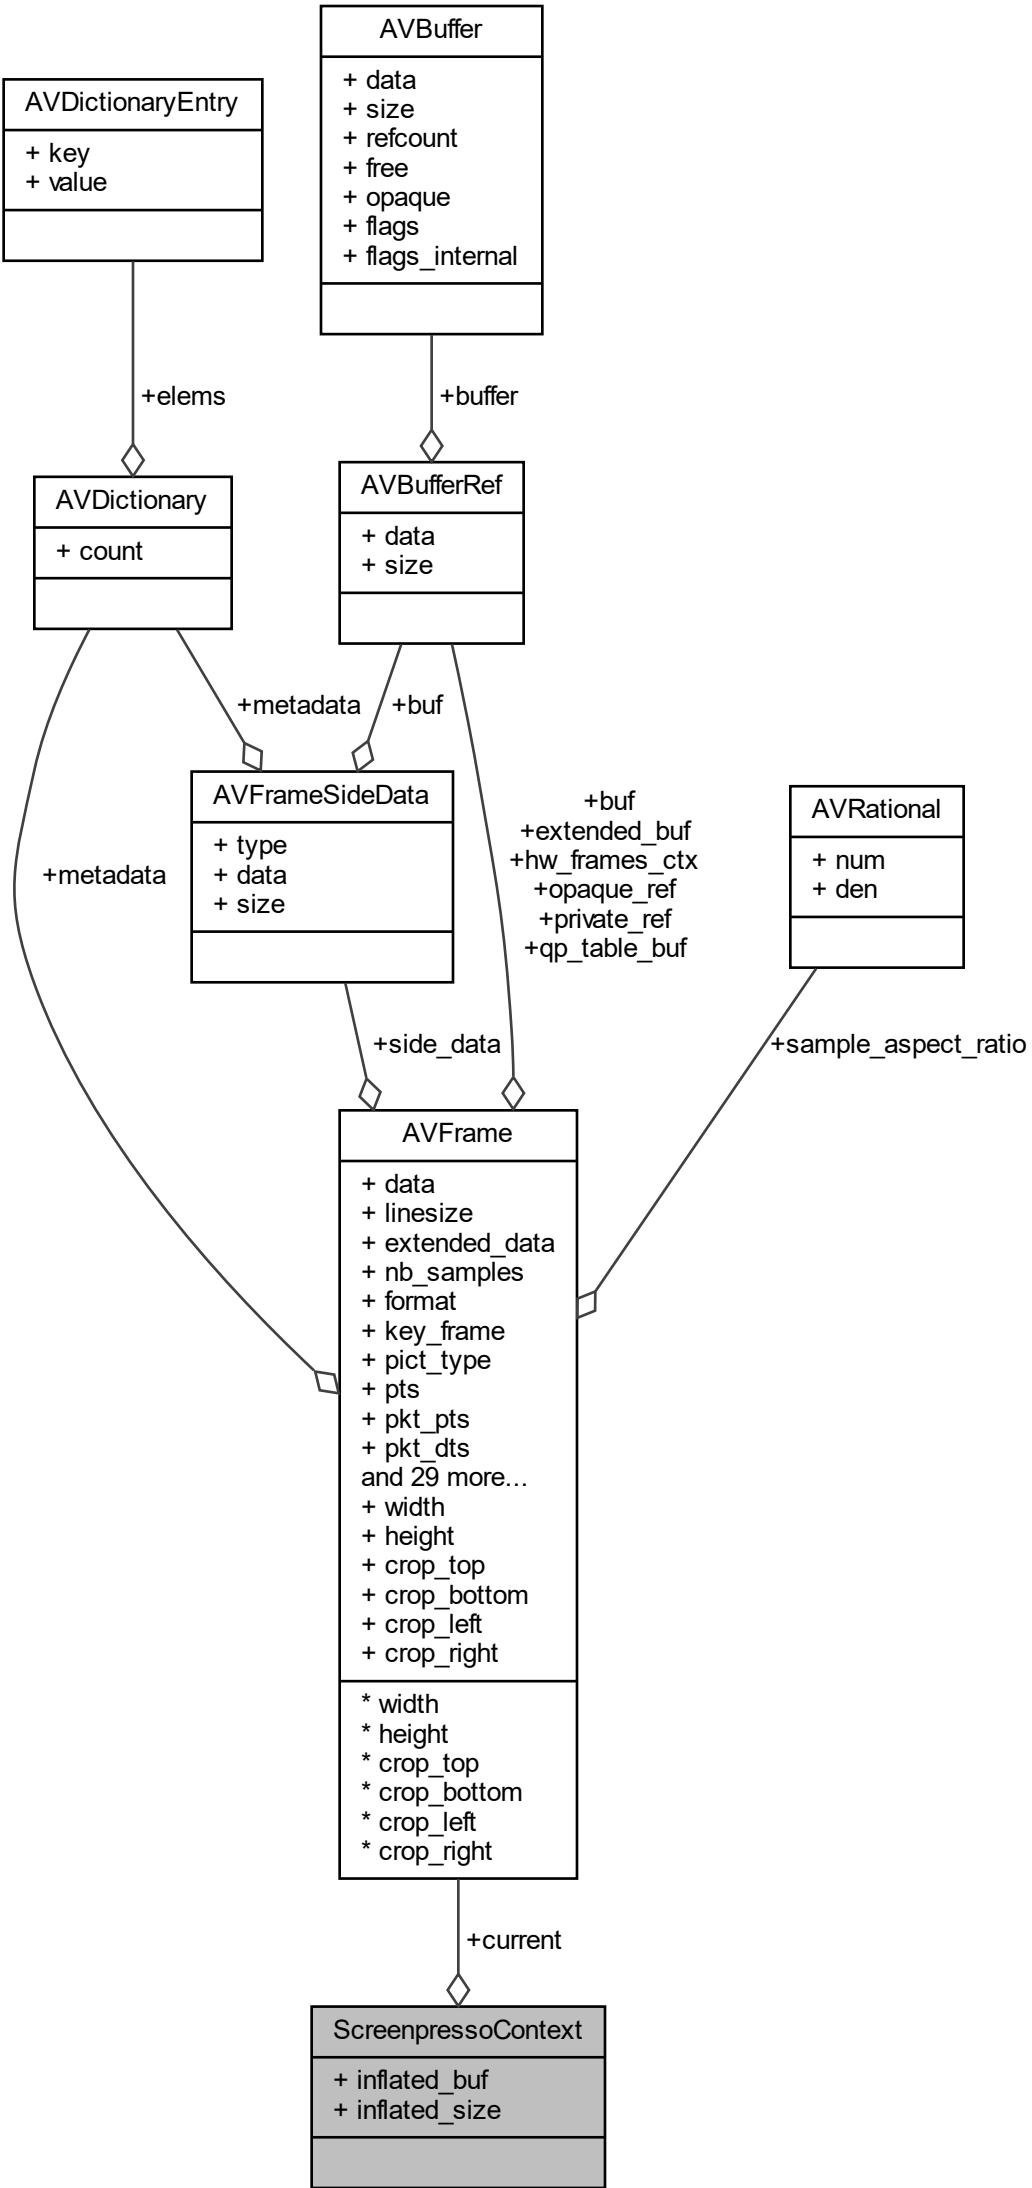 AVBuffer
+ data
+ size
+ refcount
+ free
+ opaque
+ flags
+ flags_internal
AVDictionaryEntry
+ key
+ value
+elems
+buffer
AVDictionary
+ count
AVBufferRef
+ data
+ size
+metadata
+buf
AVFrameSideData
+ type
+ data
+ size
+metadata
+buf
+extended_buf
+hw_frames_ctx
+opaque_ref
+private_ref
+qp_table_buf
AVRational
+ num
+ den
+side_data
+sample_aspect_ratio
AVFrame
+ data
+ linesize
+ extended_data
+ nb_samples
+ format
+ key_frame
+ pict_type
+ pts
+ pkt_pts
+ pkt_dts
and 29 more...
+ width
+ height
+ crop_top
+ crop_bottom
+ crop_left
+ crop_right
* width
* height
* crop_top
* crop_bottom
* crop_left
* crop_right
+current
ScreenpressoContext
+ inflated_buf
+ inflated_size